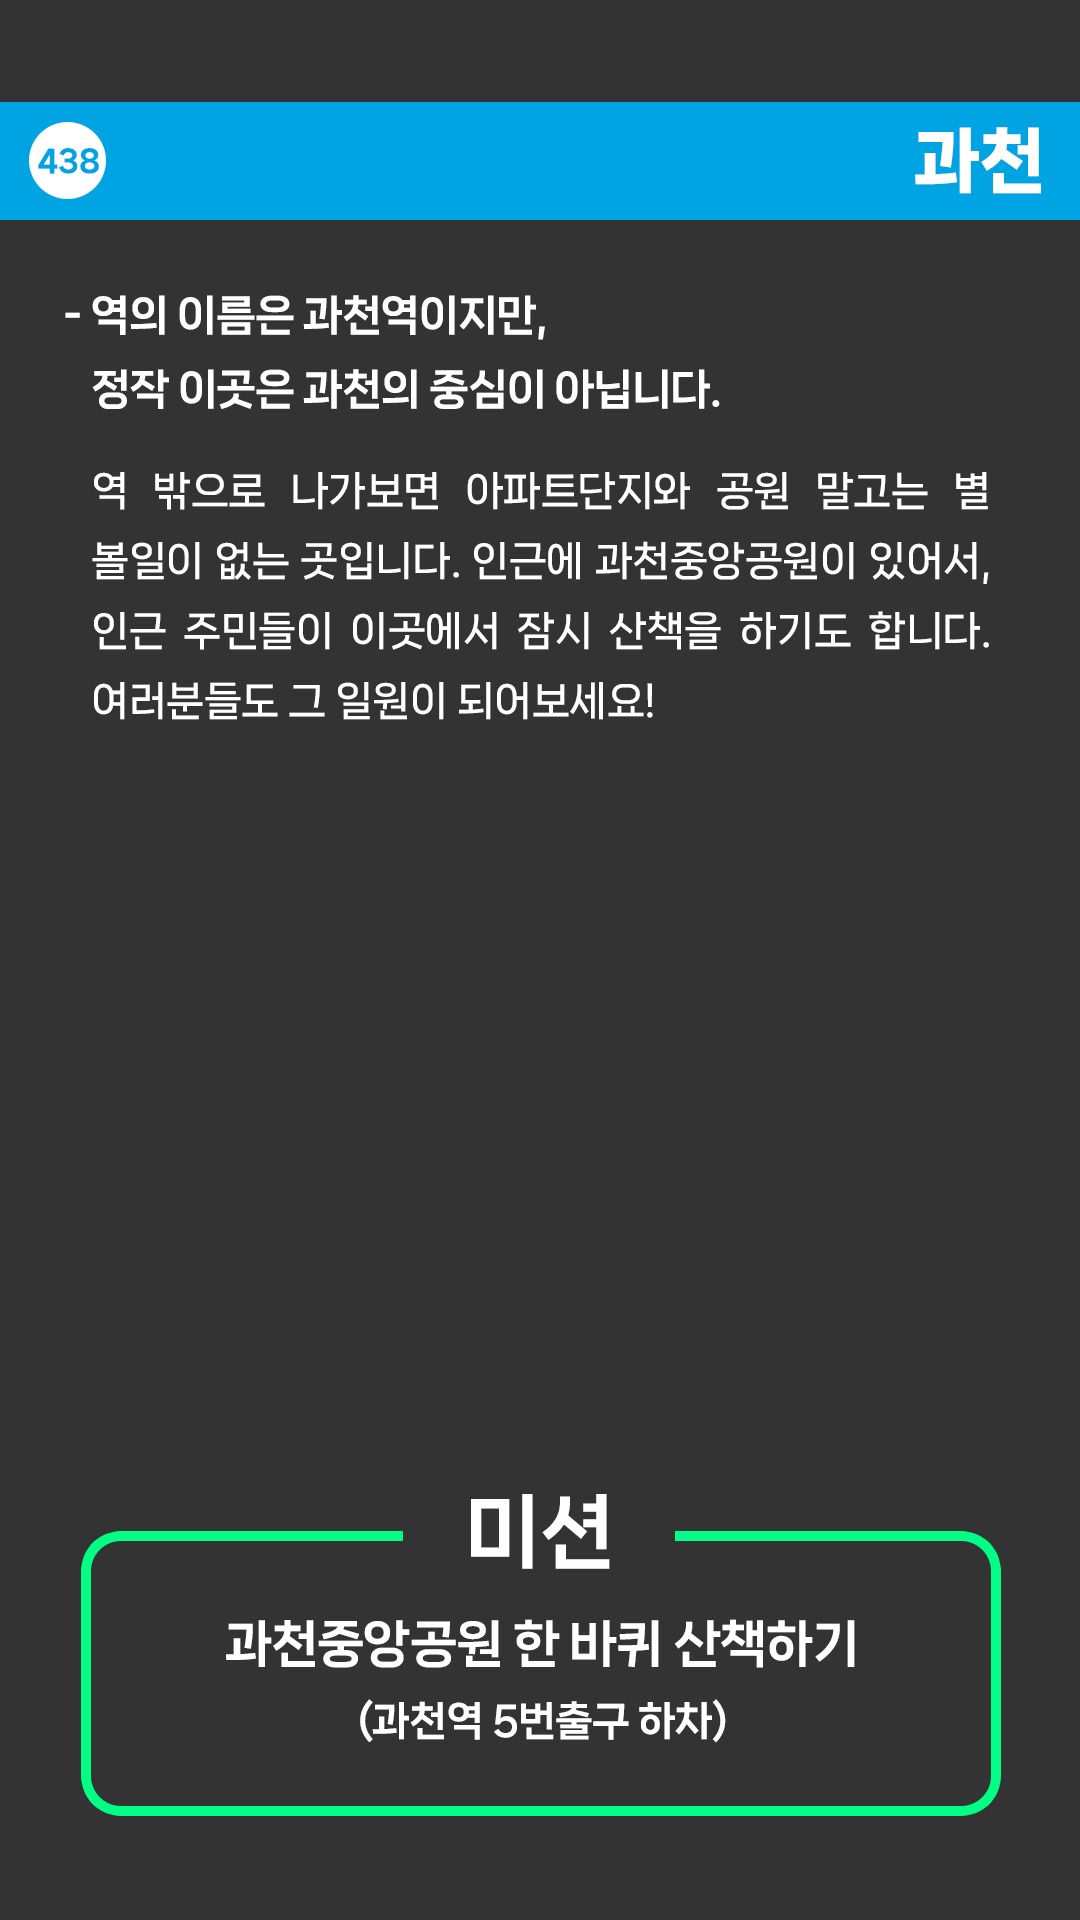 438
과천
- 역의 이름은 과천역이지만,
정작 이곳은 과천의 중심이 아닙니다.
역 밖으로 나가보면 아파트단지와 공원 말고는 별
볼일이 없는 곳입니다. 인근에 과천중앙공원이 있어서,
인근 주민들이 이곳에서 잠시 산책을 하기도 합니다.
여러분들도 그 일원이 되어보세요!
미션
과천중앙공원 한 바퀴 산책하기
(과천역 5번출구 하차)